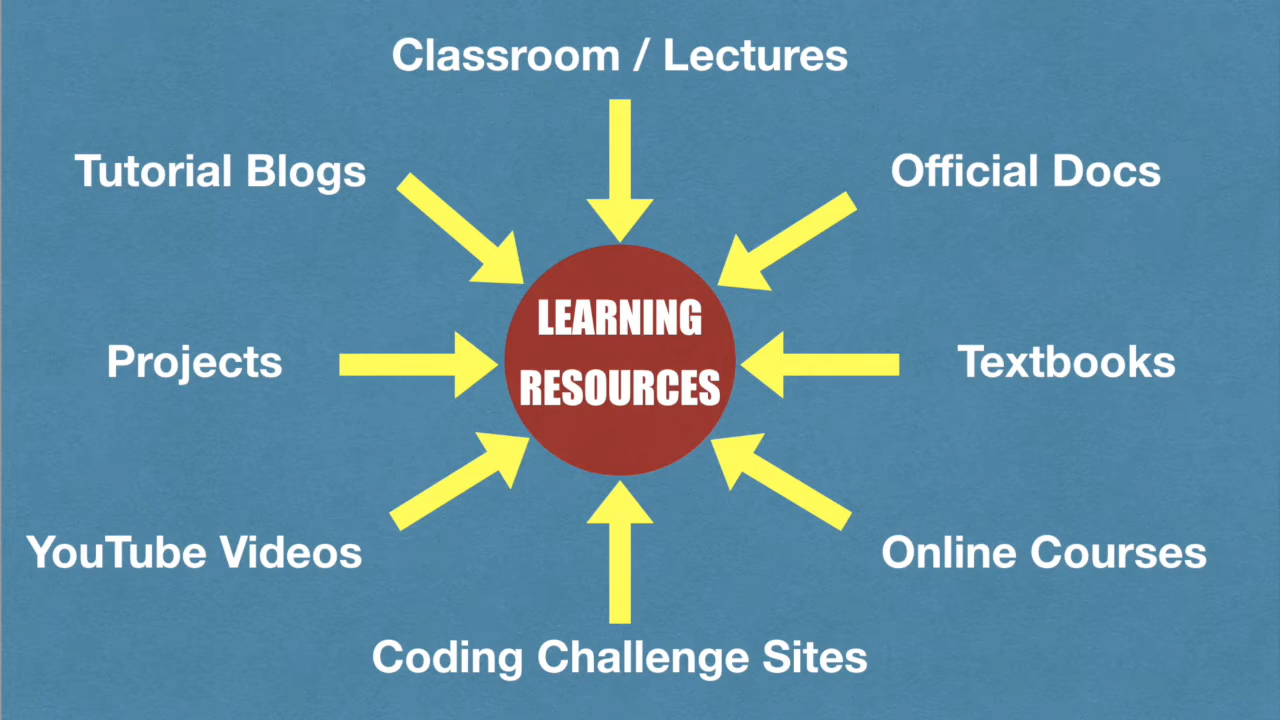 Classroom / Lectures
Tutorial Blogs
Official Docs
LEARNING
RESOURCES
Projects
Textbooks
YouTube Videos
Online Courses
Coding Challenge Sites